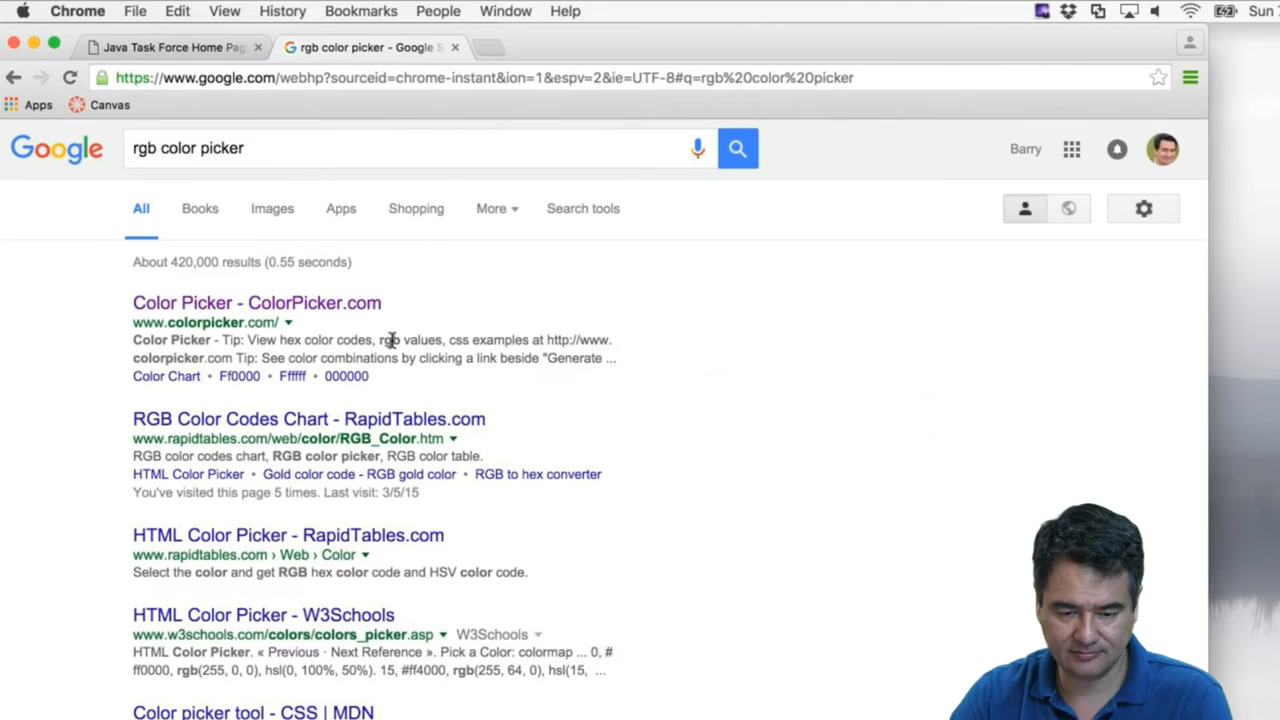 Chrome File Edit View History Bookmarks People Window Help Sun
Java Task Force Home Pag
rgb color picker - Google S
https://www.google.com/webhp?sourceid=chrome-instant&ion=1&espv=2&ie=UTF-8#q=rgb%20color%20picker
Apps Canvas
Google rgb color picker Barry
All Books Images Apps Shopping More Search tools
About 420,000 results (0.55 seconds)
Color Picker - ColorPicker.com
www.colorpicker.com/
Color Picker - Tip: View hex color codes, rgb values, css examples at http://www.
colorpicker.com Tip: See color combinations by clicking a link beside "Generate ...
Color Chart • Ff0000 • Ffffff • 000000
RGB Color Codes Chart - RapidTables.com
www.rapidtables.com/web/color/RGB_Color.htm
RGB color codes chart, RGB color picker, RGB color table.
HTML Color Picker • Gold color code - RGB gold color • RGB to hex converter
You've visited this page 5 times. Last visit: 3/5/15
HTML Color Picker - RapidTables.com
www.rapidtables.com › Web › Color
Select the color and get RGB hex color code and HSV color code.
HTML Color Picker - W3Schools
www.w3schools.com/colors/colors_picker.asp W3Schools
HTML Color Picker. « Previous · Next Reference ». Pick a Color: colormap ... 0, #
ff0000, rgb(255, 0, 0), hsl(0, 100%, 50%). 15, #ff4000, rgb(255, 64, 0), hsl(15, ...
Color picker tool - CSS | MDN